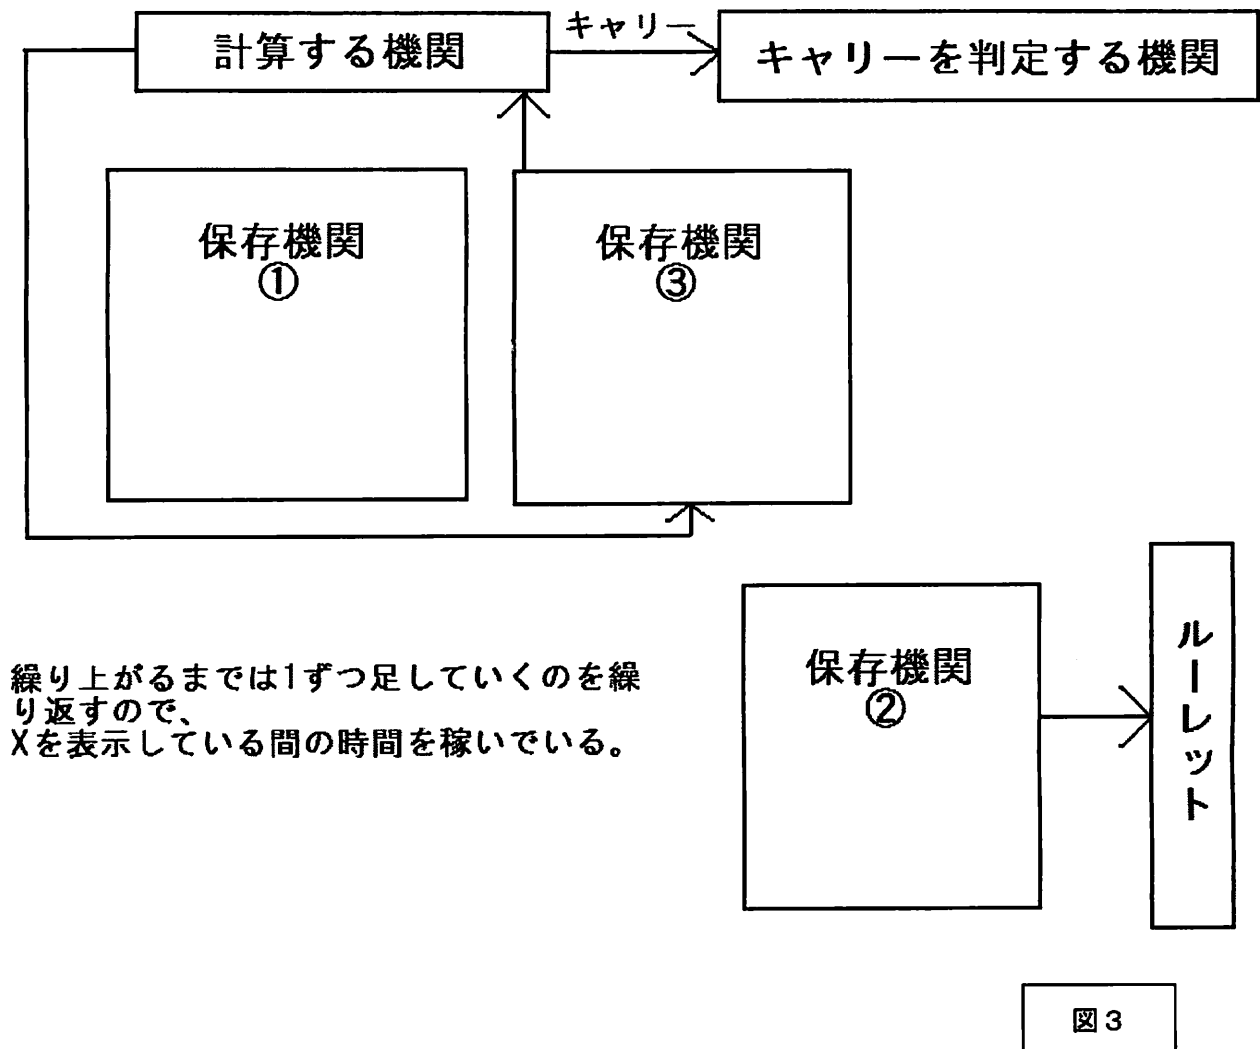 計算する機関
キャリー
キャリーを判定する機関
保存機関
①
保存機関
③
繰り上がるまでは1ずつ足していくのを繰
り返すので、
Xを表示している間の時間を稼いでいる。
保存機関
②
ルーレット
図3